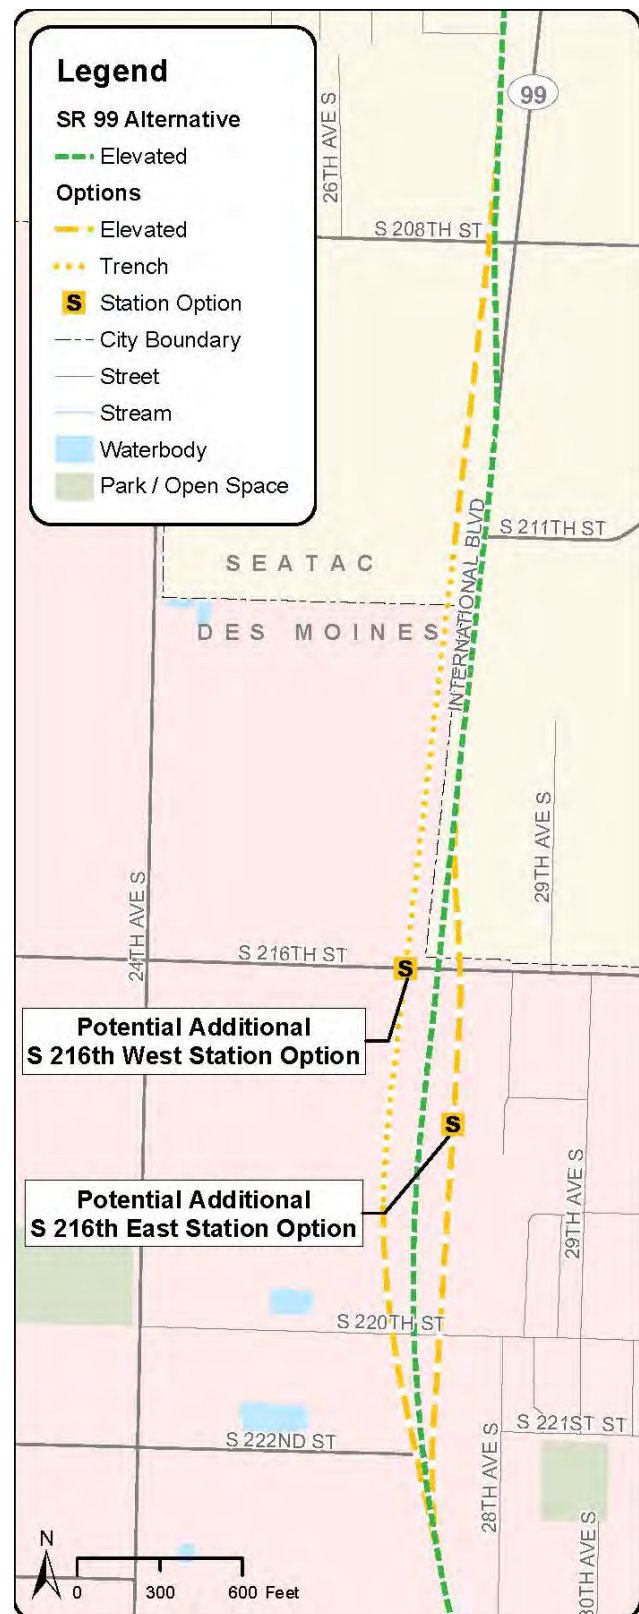 Legend
SR 99 Alternative
Elevated
Options
Elevated
Trench
S Station Option
City Boundary
Street
Stream
Waterbody
Park / Open Space
26TH AVE S
99
S 208TH ST
INTERNATIONAL BLVD
S 211TH ST
SEATAC
DES MOINES
24TH AVE S
29TH AVE S
S 216TH ST
S
Potential Additional
S 216th West Station Option
S
Potential Additional
S 216th East Station Option
29TH AVE S
S 220TH ST
S 221ST ST
S 222ND ST
28TH AVE S
30TH AVE S
N
0 300 600 Feet